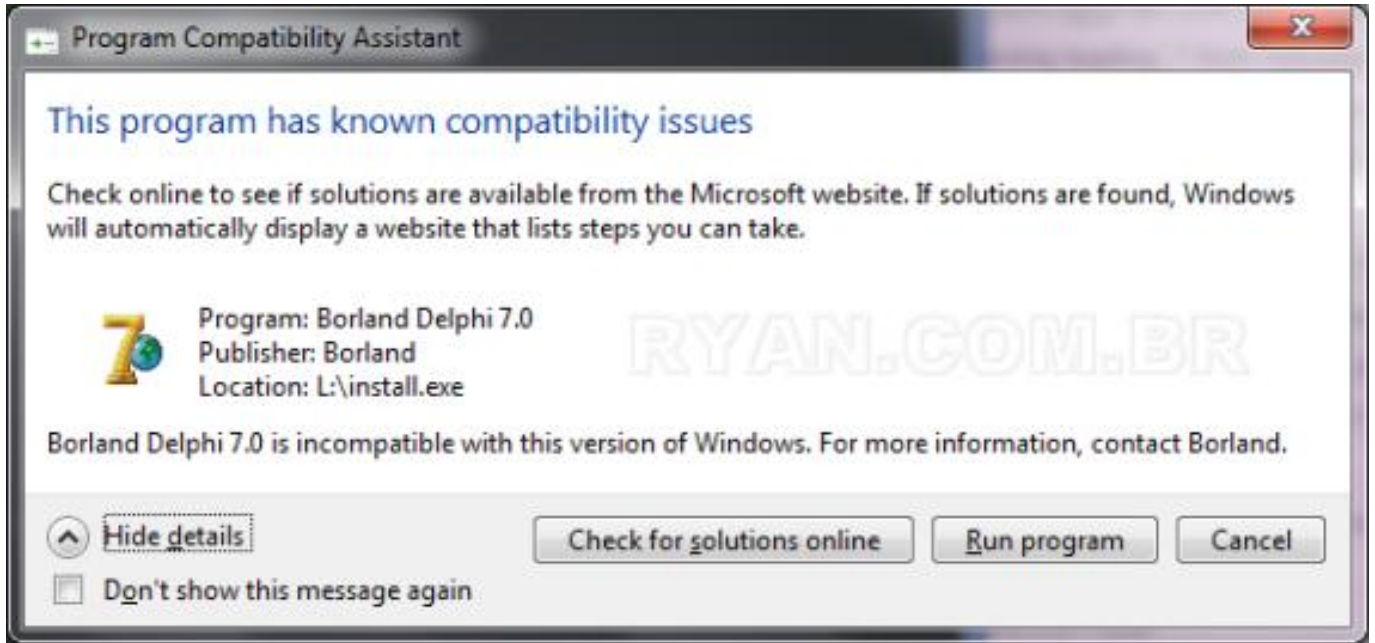 Program Compatibility Assistant
This program has known compatibility issues
Check online to see if solutions are available from the Microsoft website. If solutions are found, Windows
will automatically display a website that lists steps you can take.
7
Program: Borland Delphi 7.0
Publisher: Borland
Location: L:\install.exe
RYAN.COM.BR
Borland Delphi 7.0 is incompatible with this version of Windows. For more information, contact Borland.
Hide details
Check for solutions online
Run program
Cancel
Don't show this message again